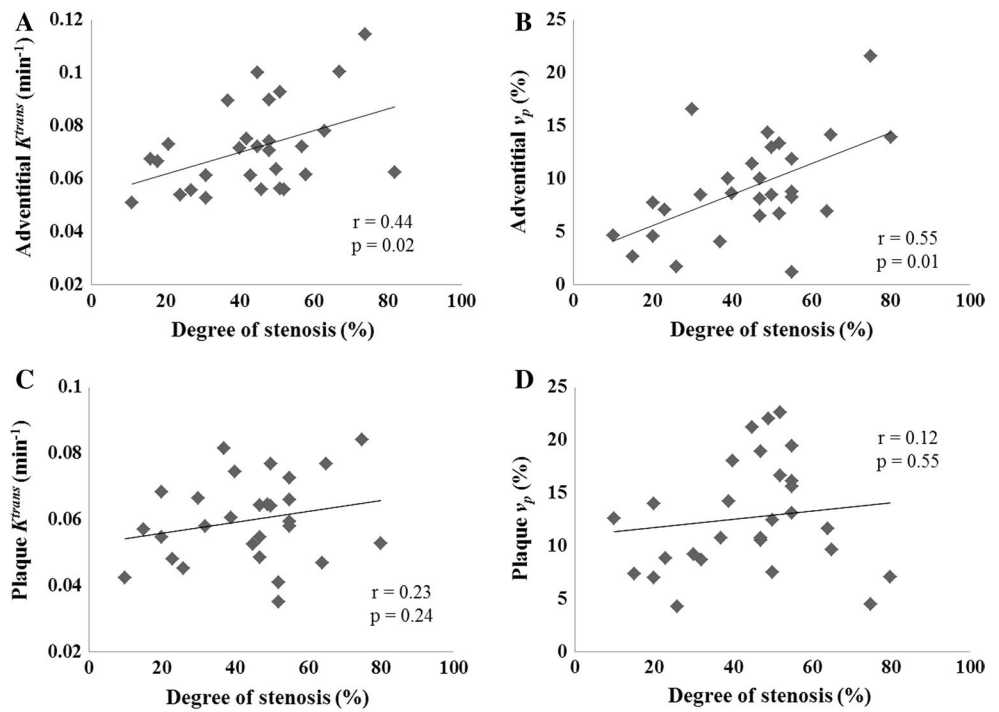 A
Adventitial Ktrans (min-1)
0.12
0.1
0.08
0.06
0.04
0.02
r = 0.44
p = 0.02
0 20 40 60 80 100
Degree of stenosis (%)
B
Adventitial vp (%)
25
20
15
10
5
0
r = 0.55
p = 0.01
0 20 40 60 80 100
Degree of stenosis (%)
C
Plaque Ktrans (min-1)
0.1
0.08
0.06
0.04
0.02
r = 0.23
p = 0.24
0 20 40 60 80 100
Degree of stenosis (%)
D
Plaque vp (%)
25
20
15
10
5
0
r = 0.12
p = 0.55
0 20 40 60 80 100
Degree of stenosis (%)